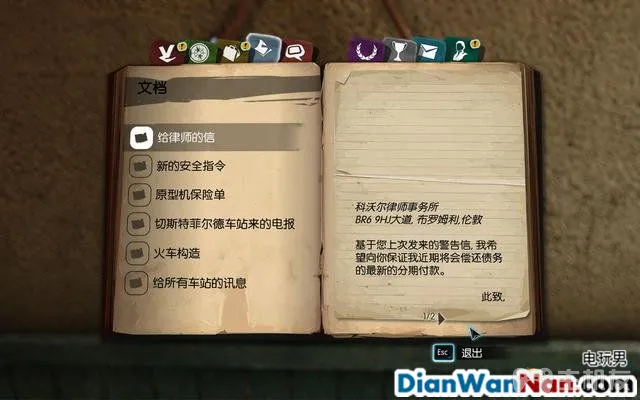 文档
给律师的信
新的安全指令
原型机保险单
切斯特菲尔德车站来的电报
火车构造
给所有车站的讯息
科沃尔律师事务所
BR6 9HJ大道, 布罗姆利,伦敦
基于您上次发来的警告信, 我希
望向你保证我近期将会偿还债务
的最新的分期付款。
此致,
1/2
Esc 退出
电玩男
DianWanNan.com